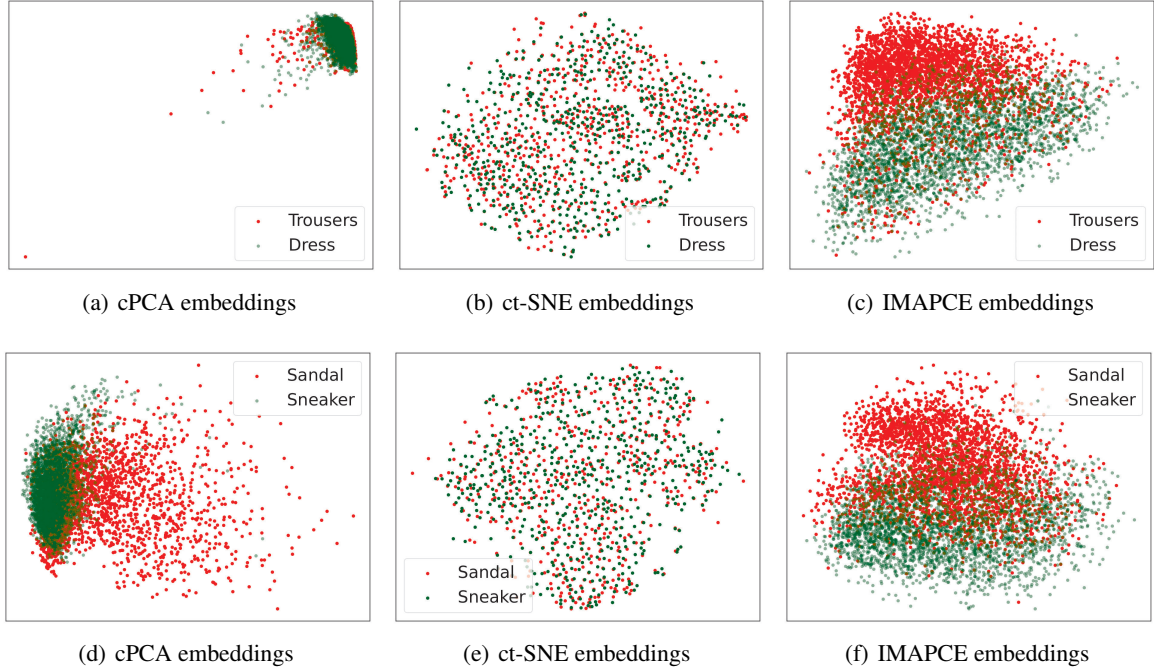 Trousers
Dress
(a) cPCA embeddings
Trousers
Dress
(b) ct-SNE embeddings
Trousers
Dress
(c) IMAPCE embeddings
Sandal
Sneaker
(d) cPCA embeddings
Sandal
Sneaker
(e) ct-SNE embeddings
Sandal
Sneaker
(f) IMAPCE embeddings